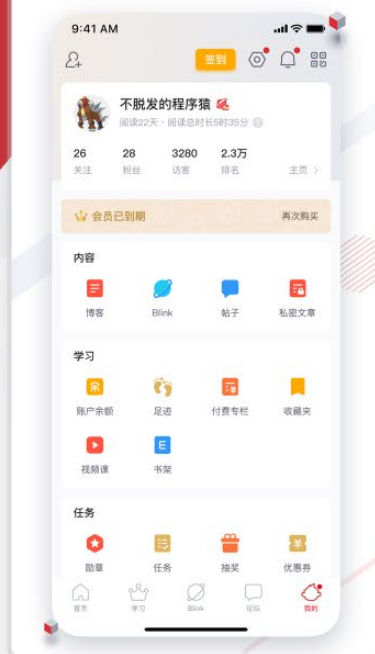 9:41 AM
签到
不脱发的程序猿
阅读22天 · 阅读总时长5时35分
26 28 3280 2.3万
关注 粉丝 访客 排名 主页
会员已到期 再次购买
内容
博客 Blink 帖子 私密文章
学习
账户余额 足迹 付费专栏 收藏夹
E
视频课 书架
任务
勋章 任务 抽奖 优惠券
首页 学习 Blink 论坛 我的